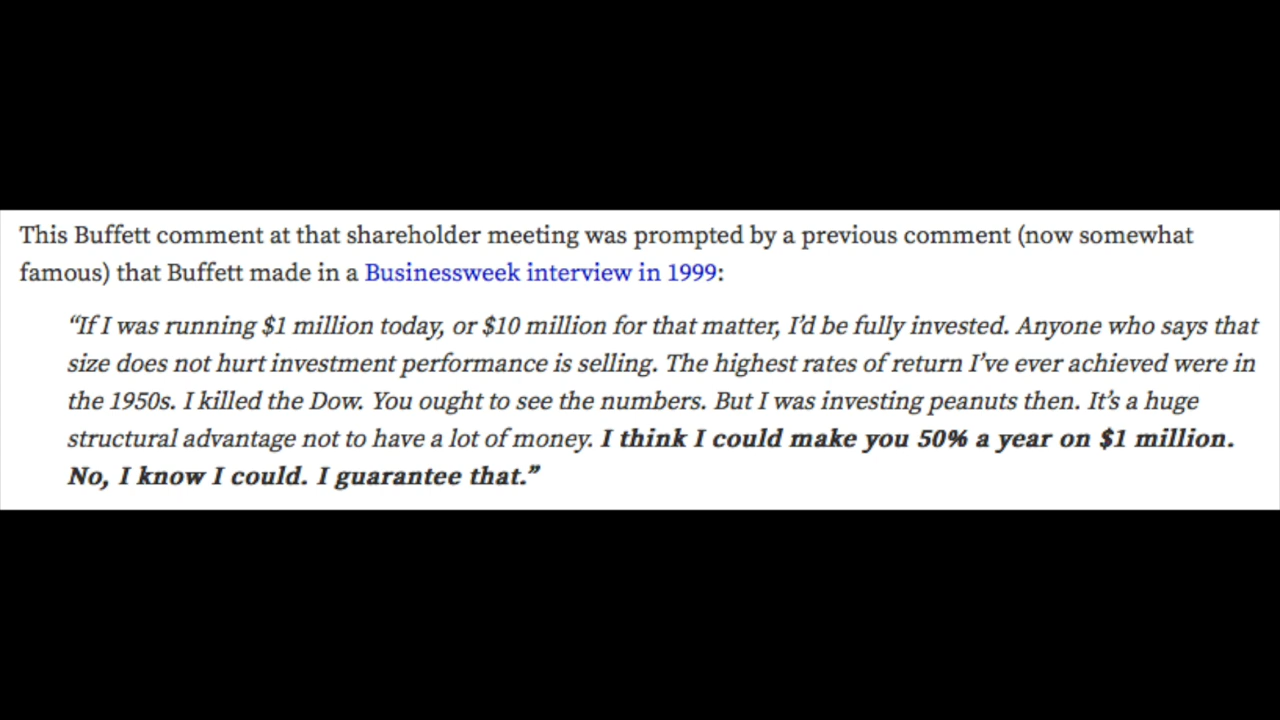 This Buffett comment at that shareholder meeting was prompted by a previous comment (now somewhat
famous) that Buffett made in a Businessweek interview in 1999:
“If I was running $1 million today, or $10 million for that matter, I’d be fully invested. Anyone who says that
size does not hurt investment performance is selling. The highest rates of return I’ve ever achieved were in
the 1950s. I killed the Dow. You ought to see the numbers. But I was investing peanuts then. It’s a huge
structural advantage not to have a lot of money. I think I could make you 50% a year on $1 million.
No, I know I could. I guarantee that.”